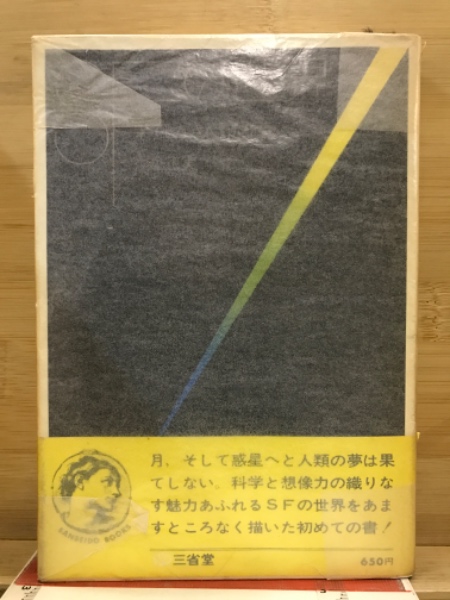 月、そして惑星へと人類の夢は果
てしない。科学と想像力の織りな
す魅力あふれるSFの世界をあま
すところなく描いた初めての書!
SANSEIDO BOOKS
三省堂
650円